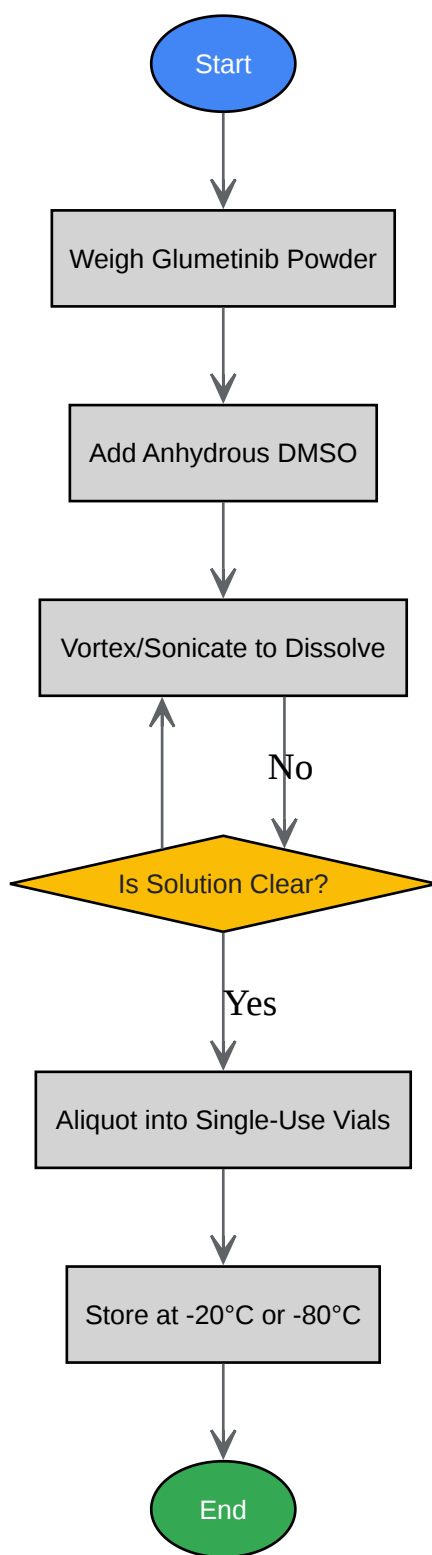 Start
Weigh Glumetinib Powder
Add Anhydrous DMSO
Vortex/Sonicate to Dissolve
No
Is Solution Clear?
Yes
Aliquot into Single-Use Vials
Store at -20°C or -80°C
End